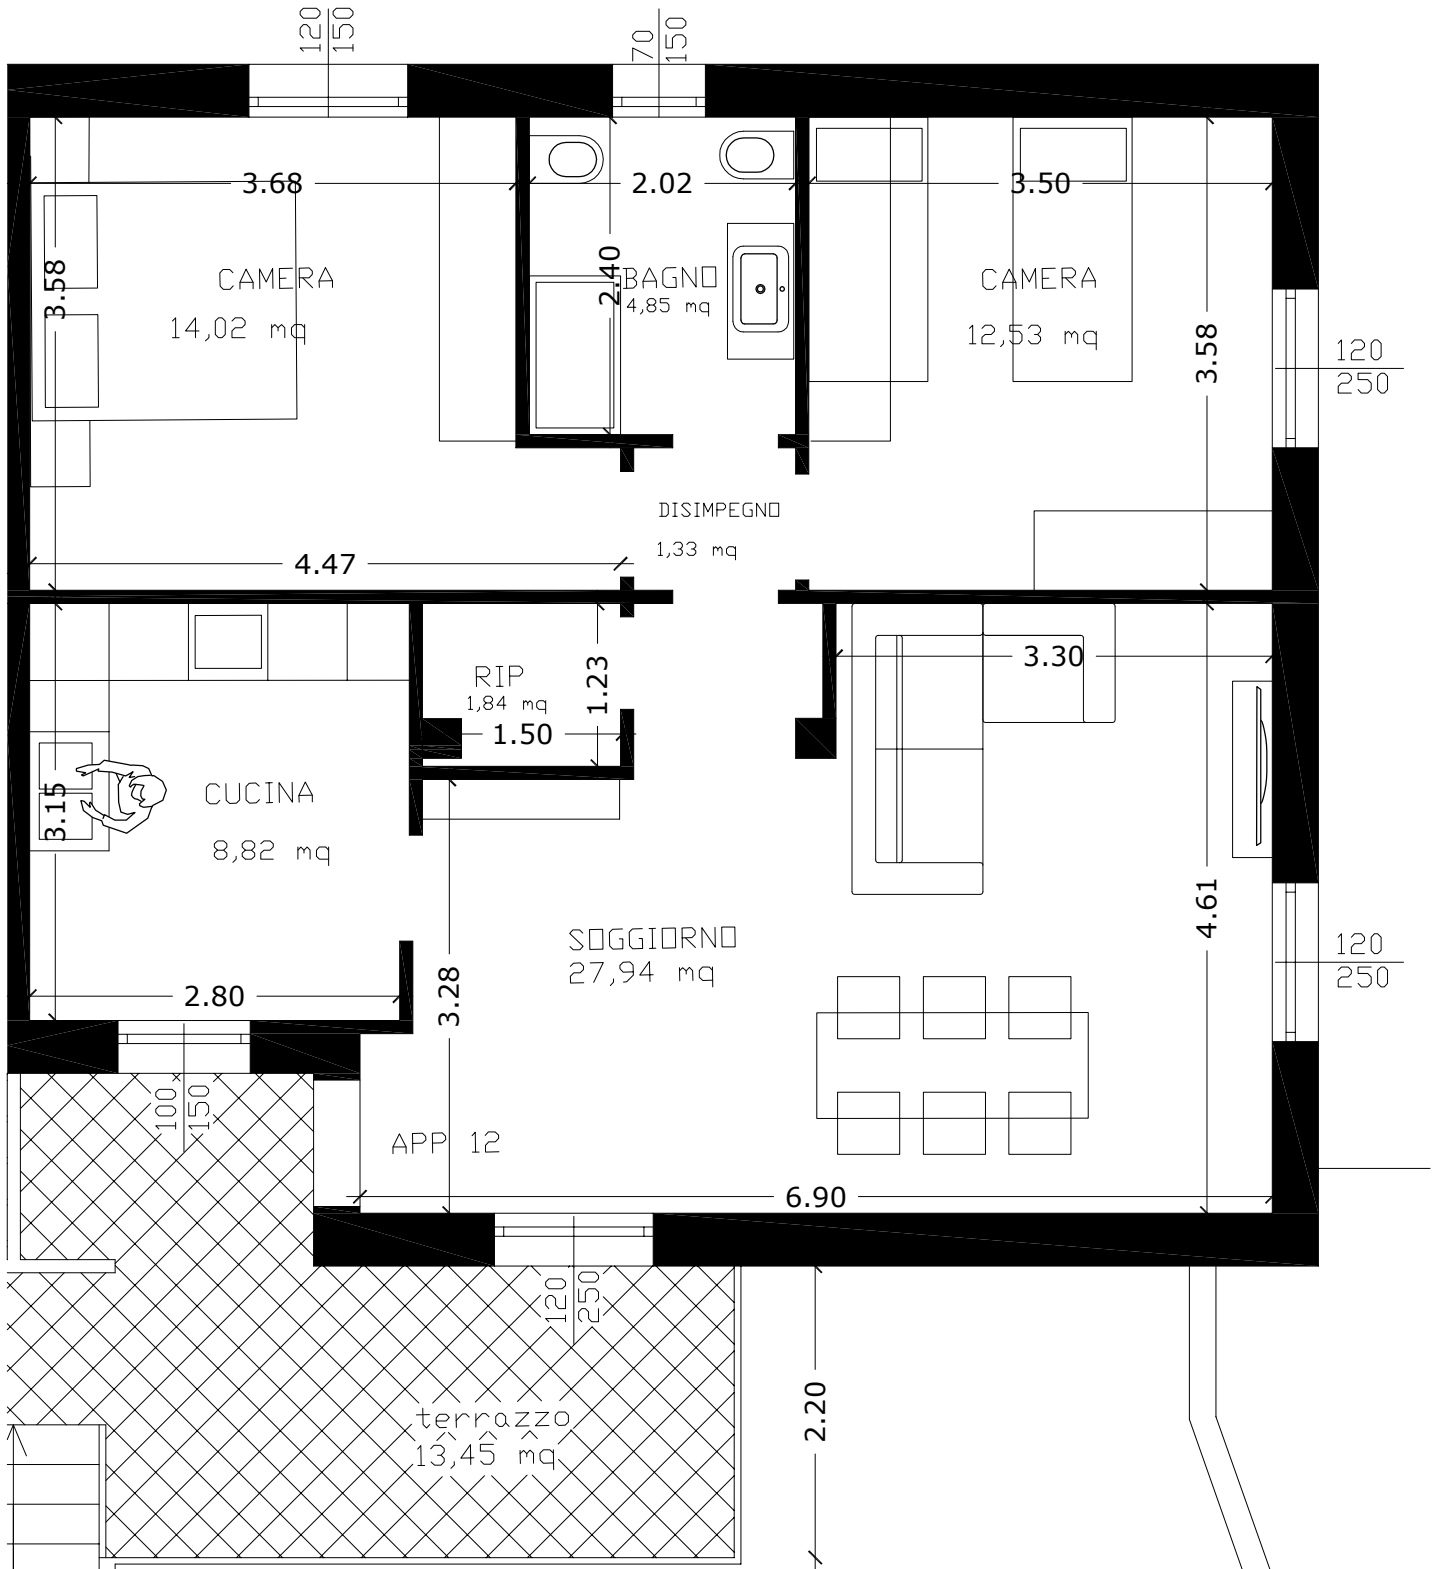 120
150
70
150
3.68
2.02
3.50
3.58
CAMERA
14,02 mq
2.40
BAGNO
4,85 mq
CAMERA
12,53 mq
3.58
120
250
DISIMPEGNO
1,33 mq
4.47
RIP
1,84 mq
1.23
1.50
3.30
3.15
CUCINA
8,82 mq
4.61
SOGGIORNO
27,94 mq
120
250
2.80
3.28
100
150
APP 12
6.90
120
250
terrazzo
13,45 mq
2.20